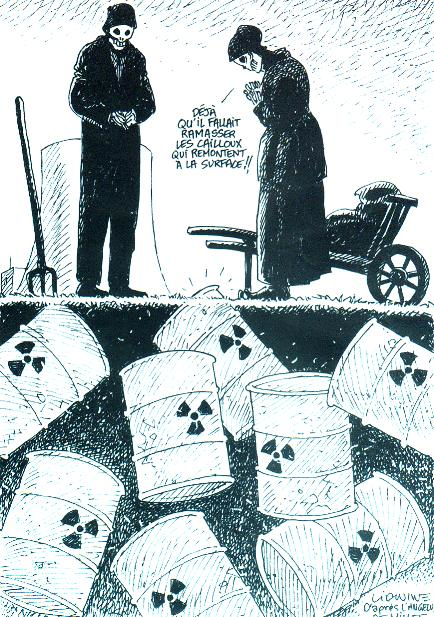 DÉJÀ
QU'IL FALLAIT
RAMASSER
LES CAILLOUX
QUI REMONTENT
À LA SURFACE!!
LIDWINE
D'après L'ANGELUS